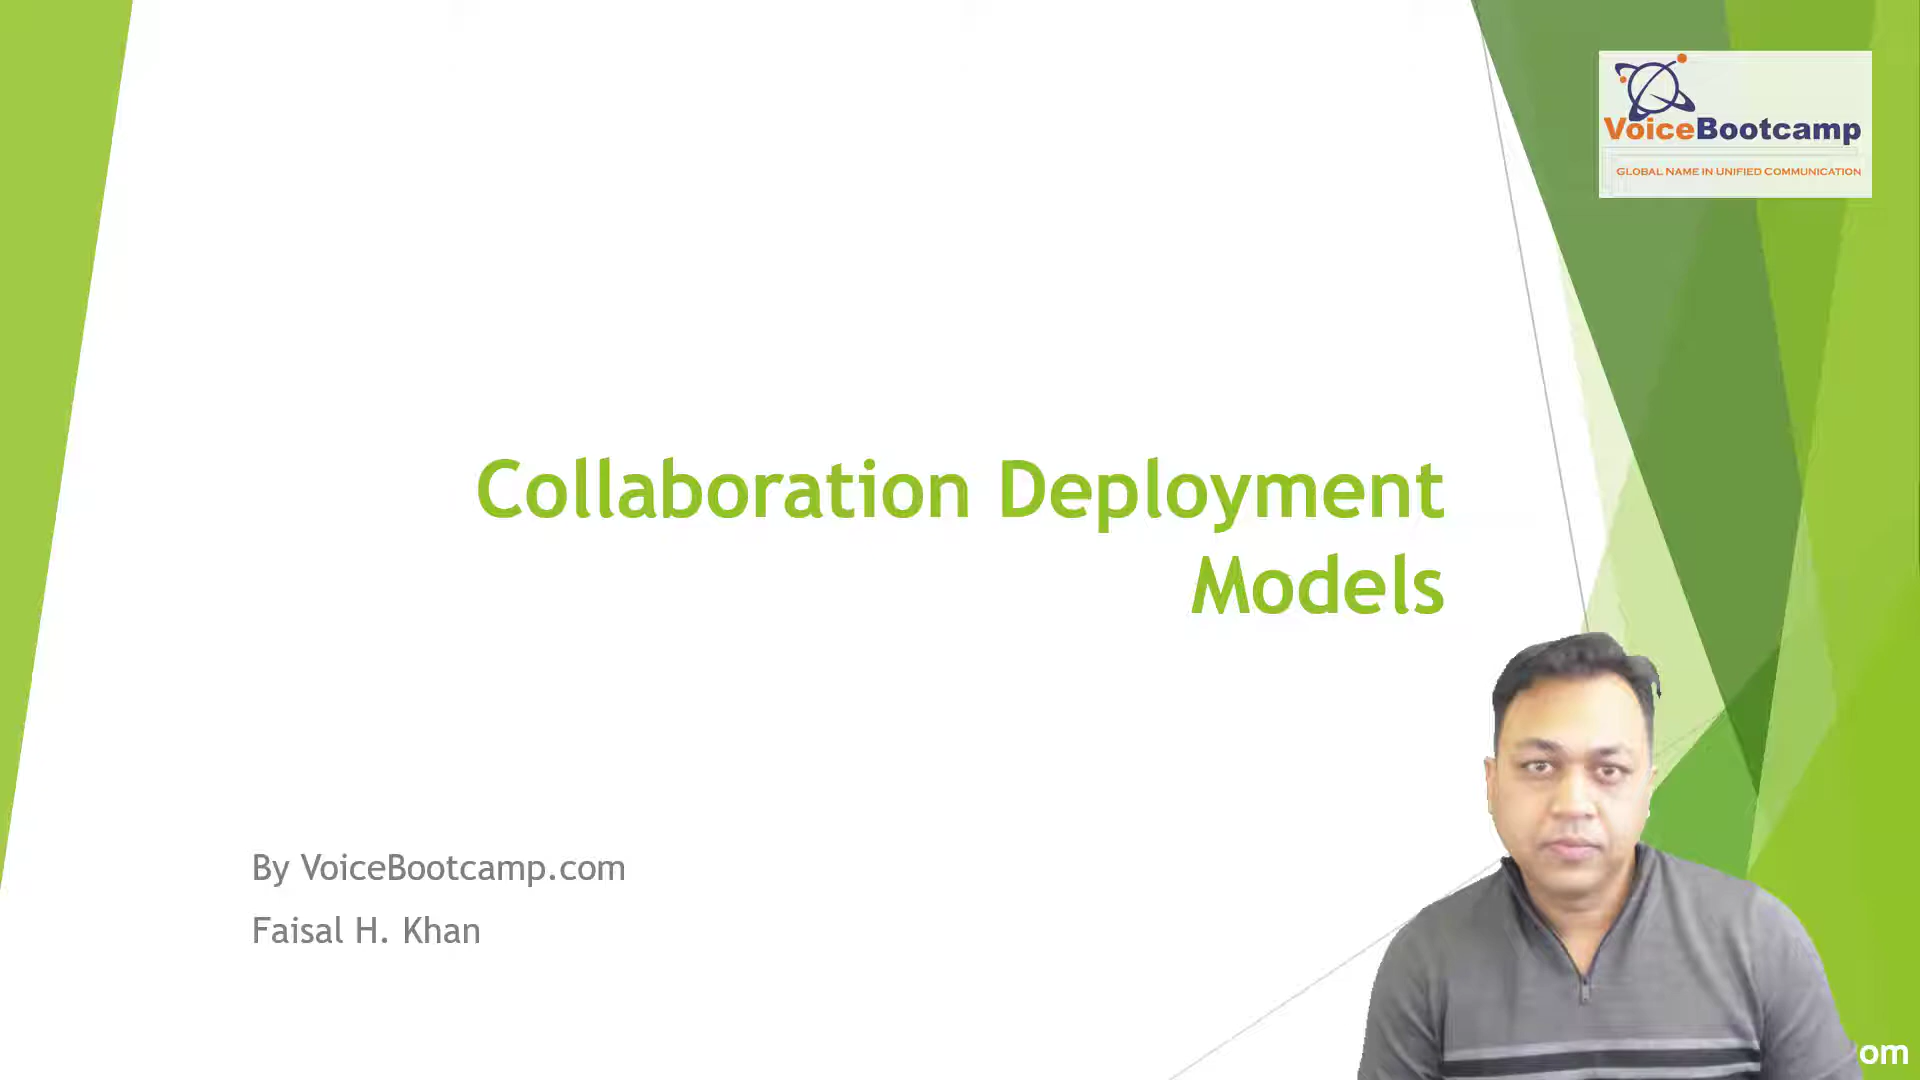 VoiceBootcamp
GLOBAL NAME IN UNIFIED COMMUNICATION
Collaboration Deployment
Models
By VoiceBootcamp.com
Faisal H. Khan
om